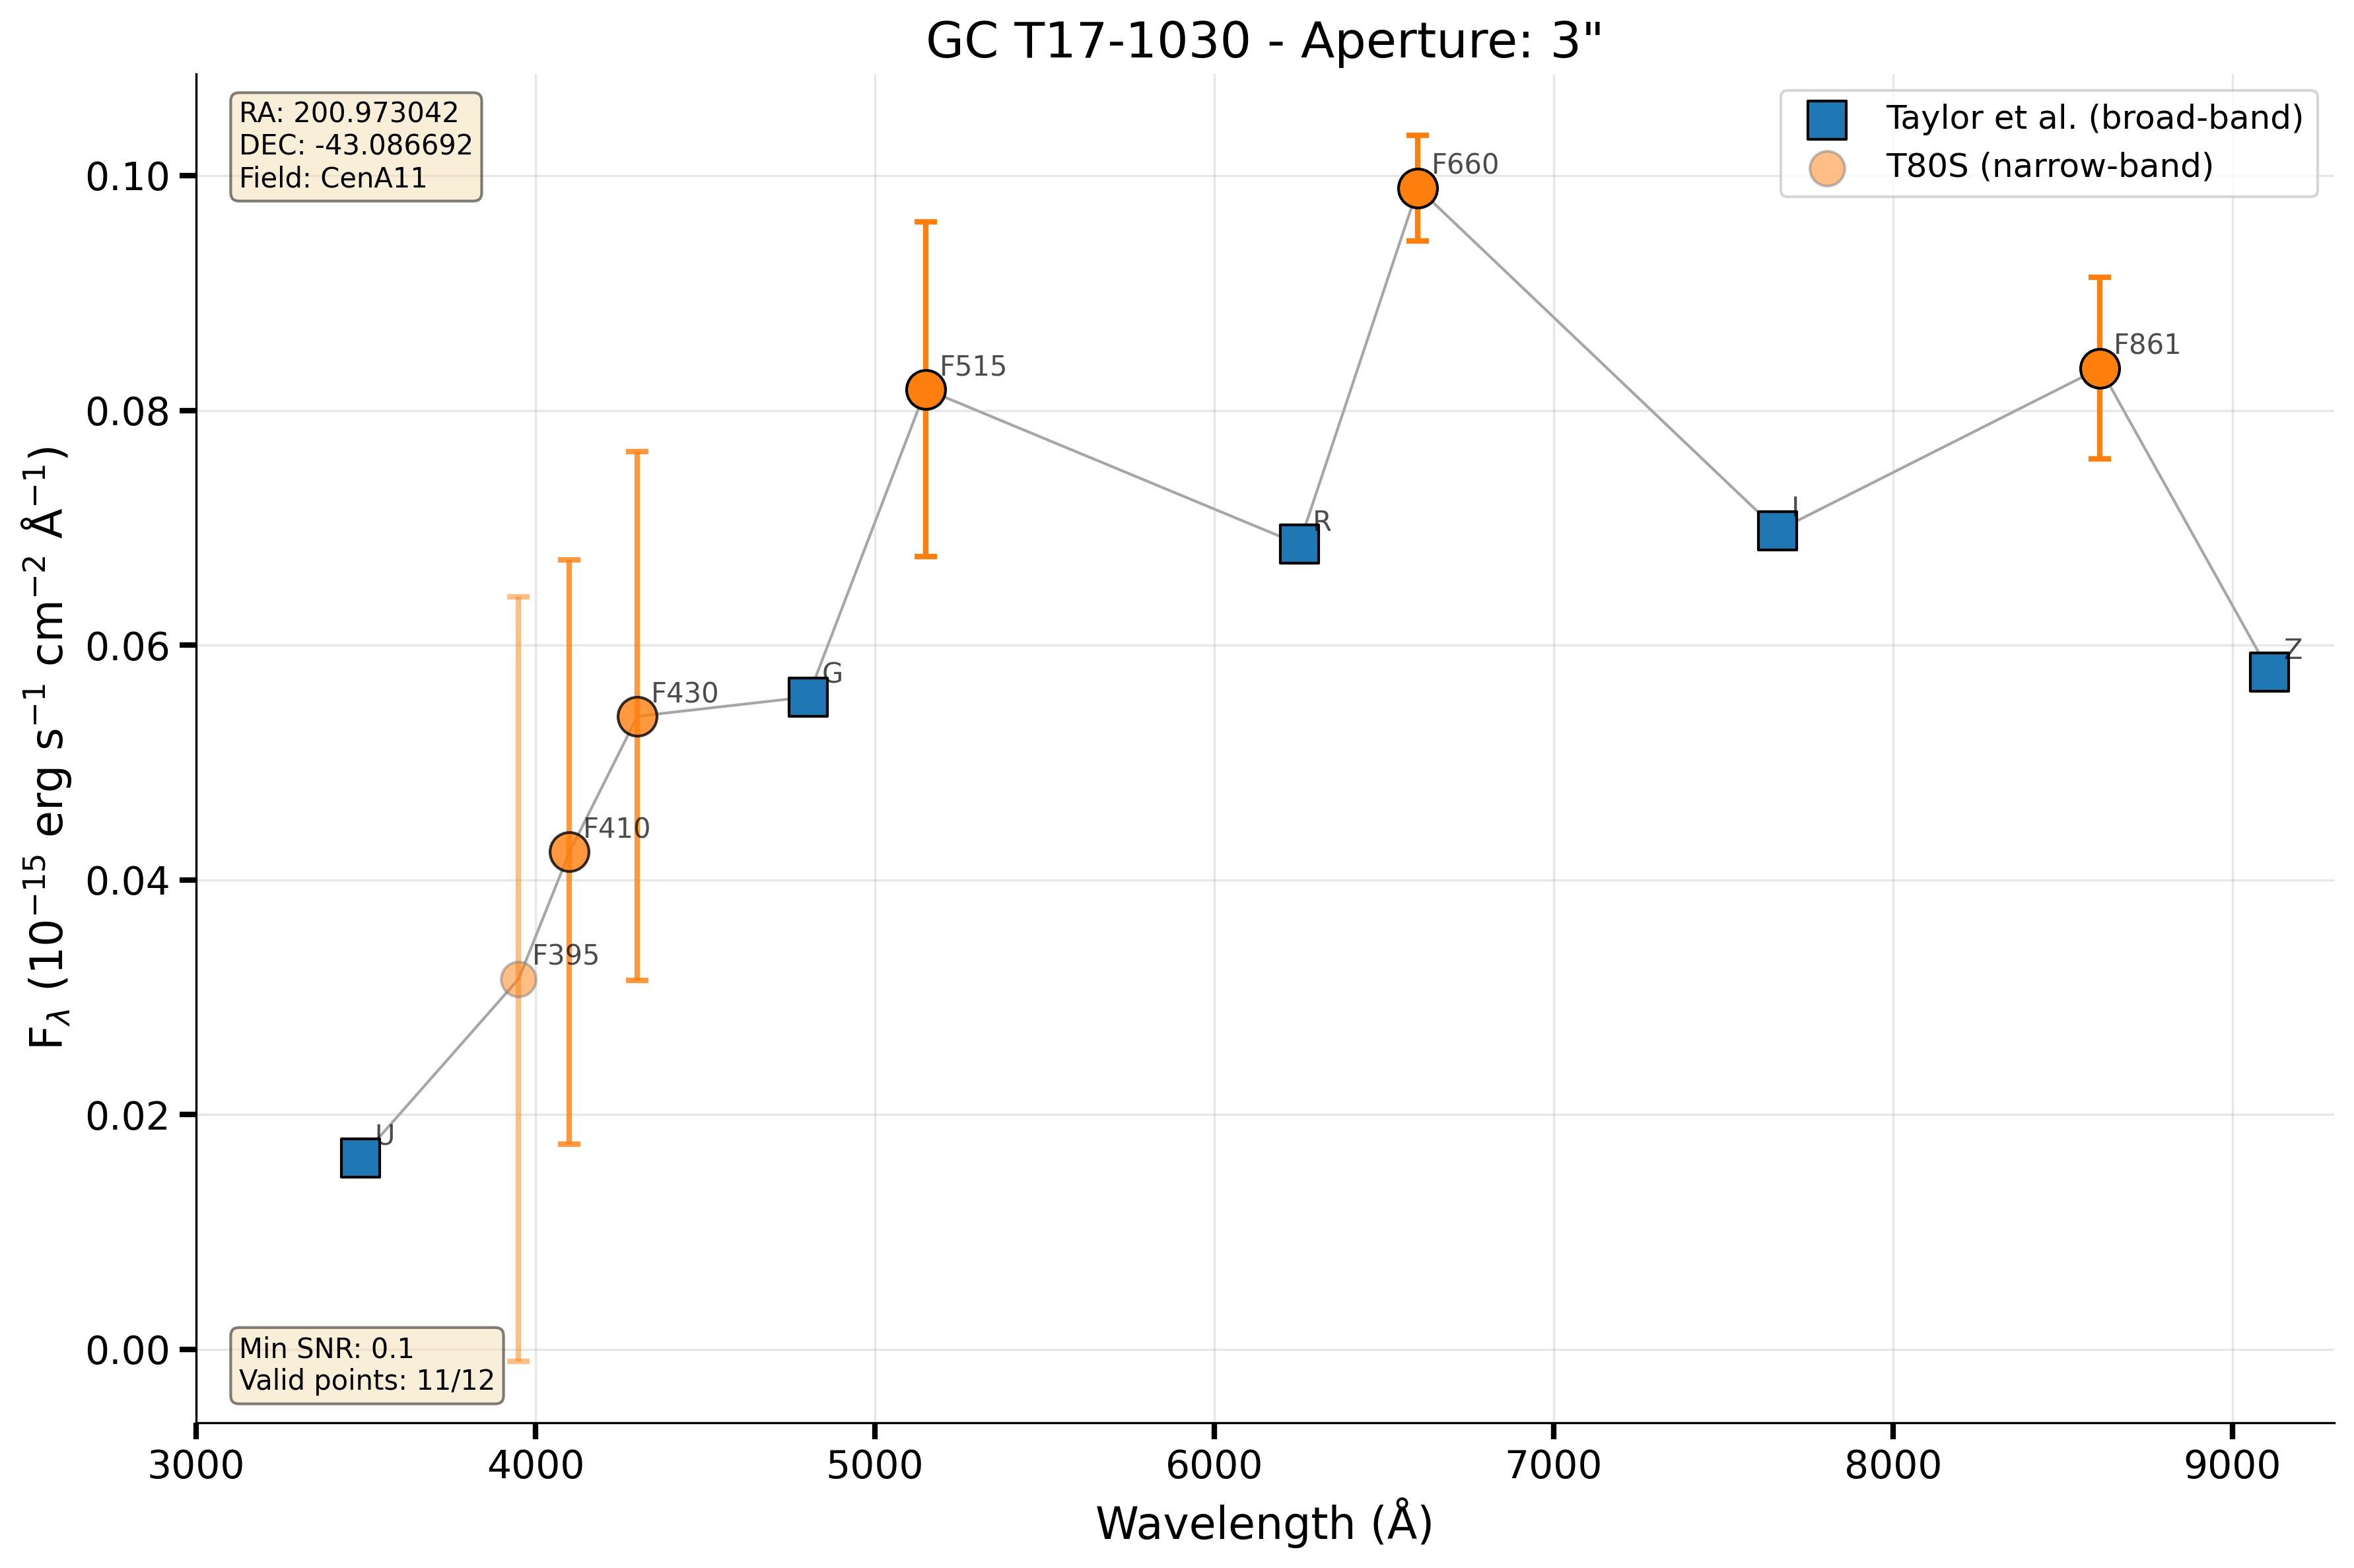 GC T17-1030 - Aperture: 3"
RA: 200.973042
DEC: -43.086692
Field: CenA11
Taylor et al. (broad-band)
T80S (narrow-band)
F660
F861
F515
R
I
F430
G
Z
F410
F395
U
Min SNR: 0.1
Valid points: 11/12
0.10
0.08
0.06
0.04
0.02
0.00
3000 4000 5000 6000 7000 8000 9000
Wavelength (Å)
F_λ (10⁻¹⁵ erg s⁻¹ cm⁻² Å⁻¹)